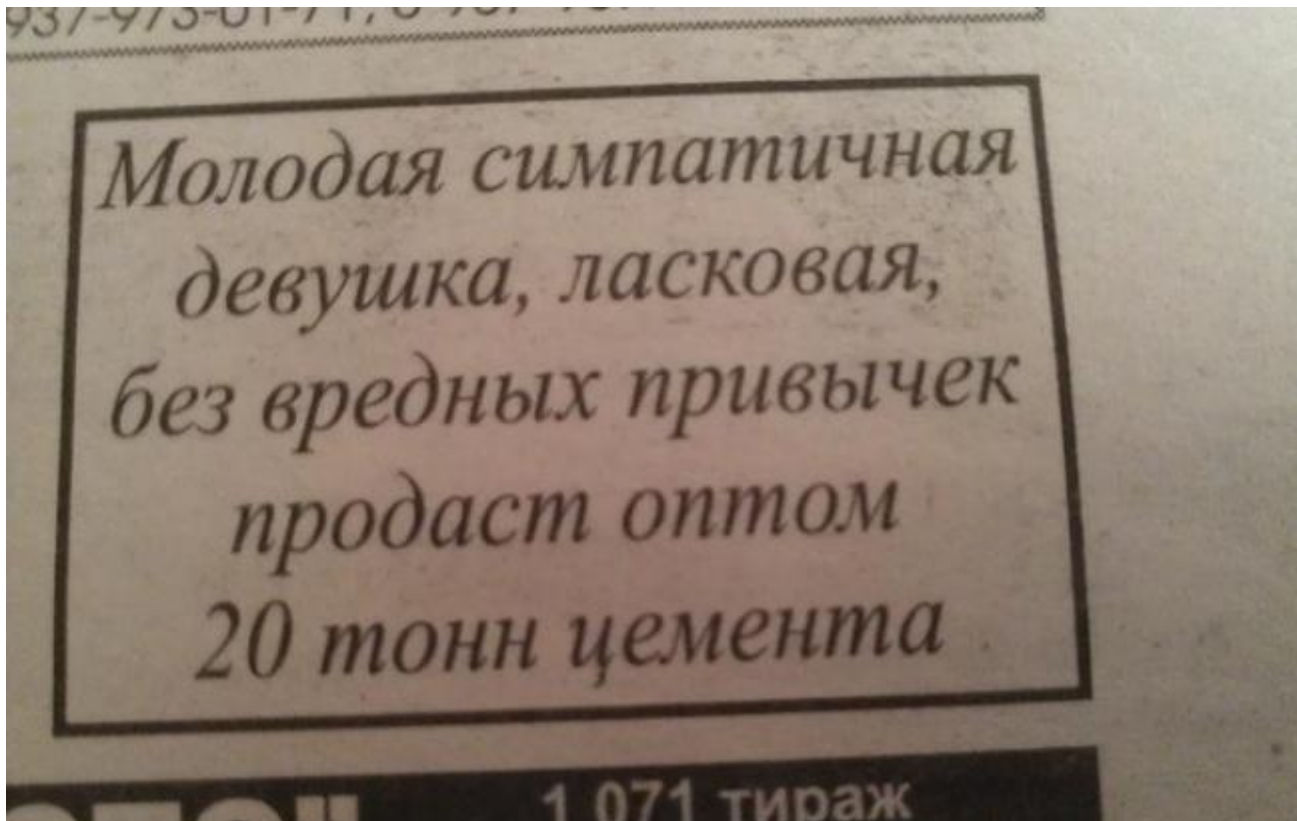 Молодая симпатичная
девушка, ласковая,
без вредных привычек
продаст оптом
20 тонн цемента
1 071 тираж